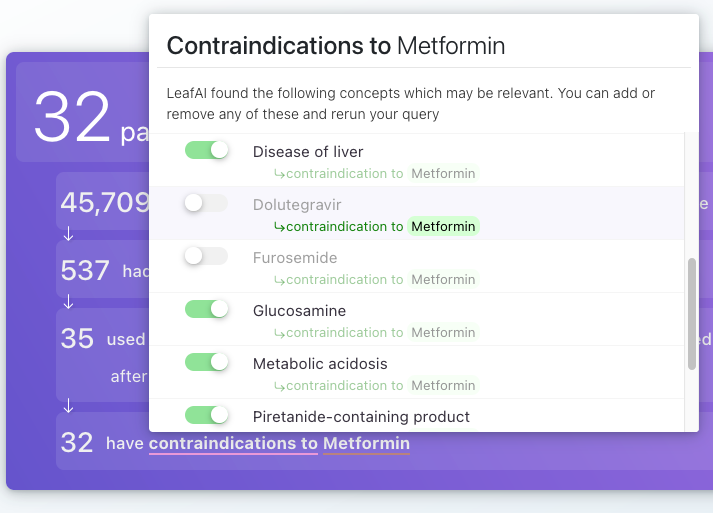 Contraindications to Metformin
LeafAI found the following concepts which may be relevant. You can add or
remove any of these and rerun your query
Disease of liver
↳contraindication to Metformin
Dolutegravir
↳contraindication to Metformin
Furosemide
↳contraindication to Metformin
Glucosamine
↳contraindication to Metformin
Metabolic acidosis
↳contraindication to Metformin
Piretanide-containing product
32 pa
45,709
e
↓
537 had
↓
35 used
ed
after
↓
32 have contraindications to Metformin